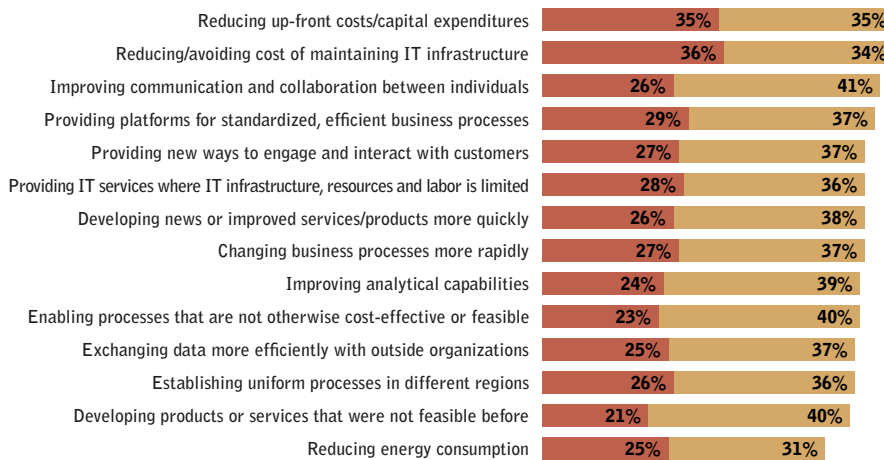 Reducing up-front costs/capital expenditures 35% 35%
Reducing/avoiding cost of maintaining IT infrastructure 36% 34%
Improving communication and collaboration between individuals 26% 41%
Providing platforms for standardized, efficient business processes 29% 37%
Providing new ways to engage and interact with customers 27% 37%
Providing IT services where IT infrastructure, resources and labor is limited 28% 36%
Developing news or improved services/products more quickly 26% 38%
Changing business processes more rapidly 27% 37%
Improving analytical capabilities 24% 39%
Enabling processes that are not otherwise cost-effective or feasible 23% 40%
Exchanging data more efficiently with outside organizations 25% 37%
Establishing uniform processes in different regions 26% 36%
Developing products or services that were not feasible before 21% 40%
Reducing energy consumption 25% 31%